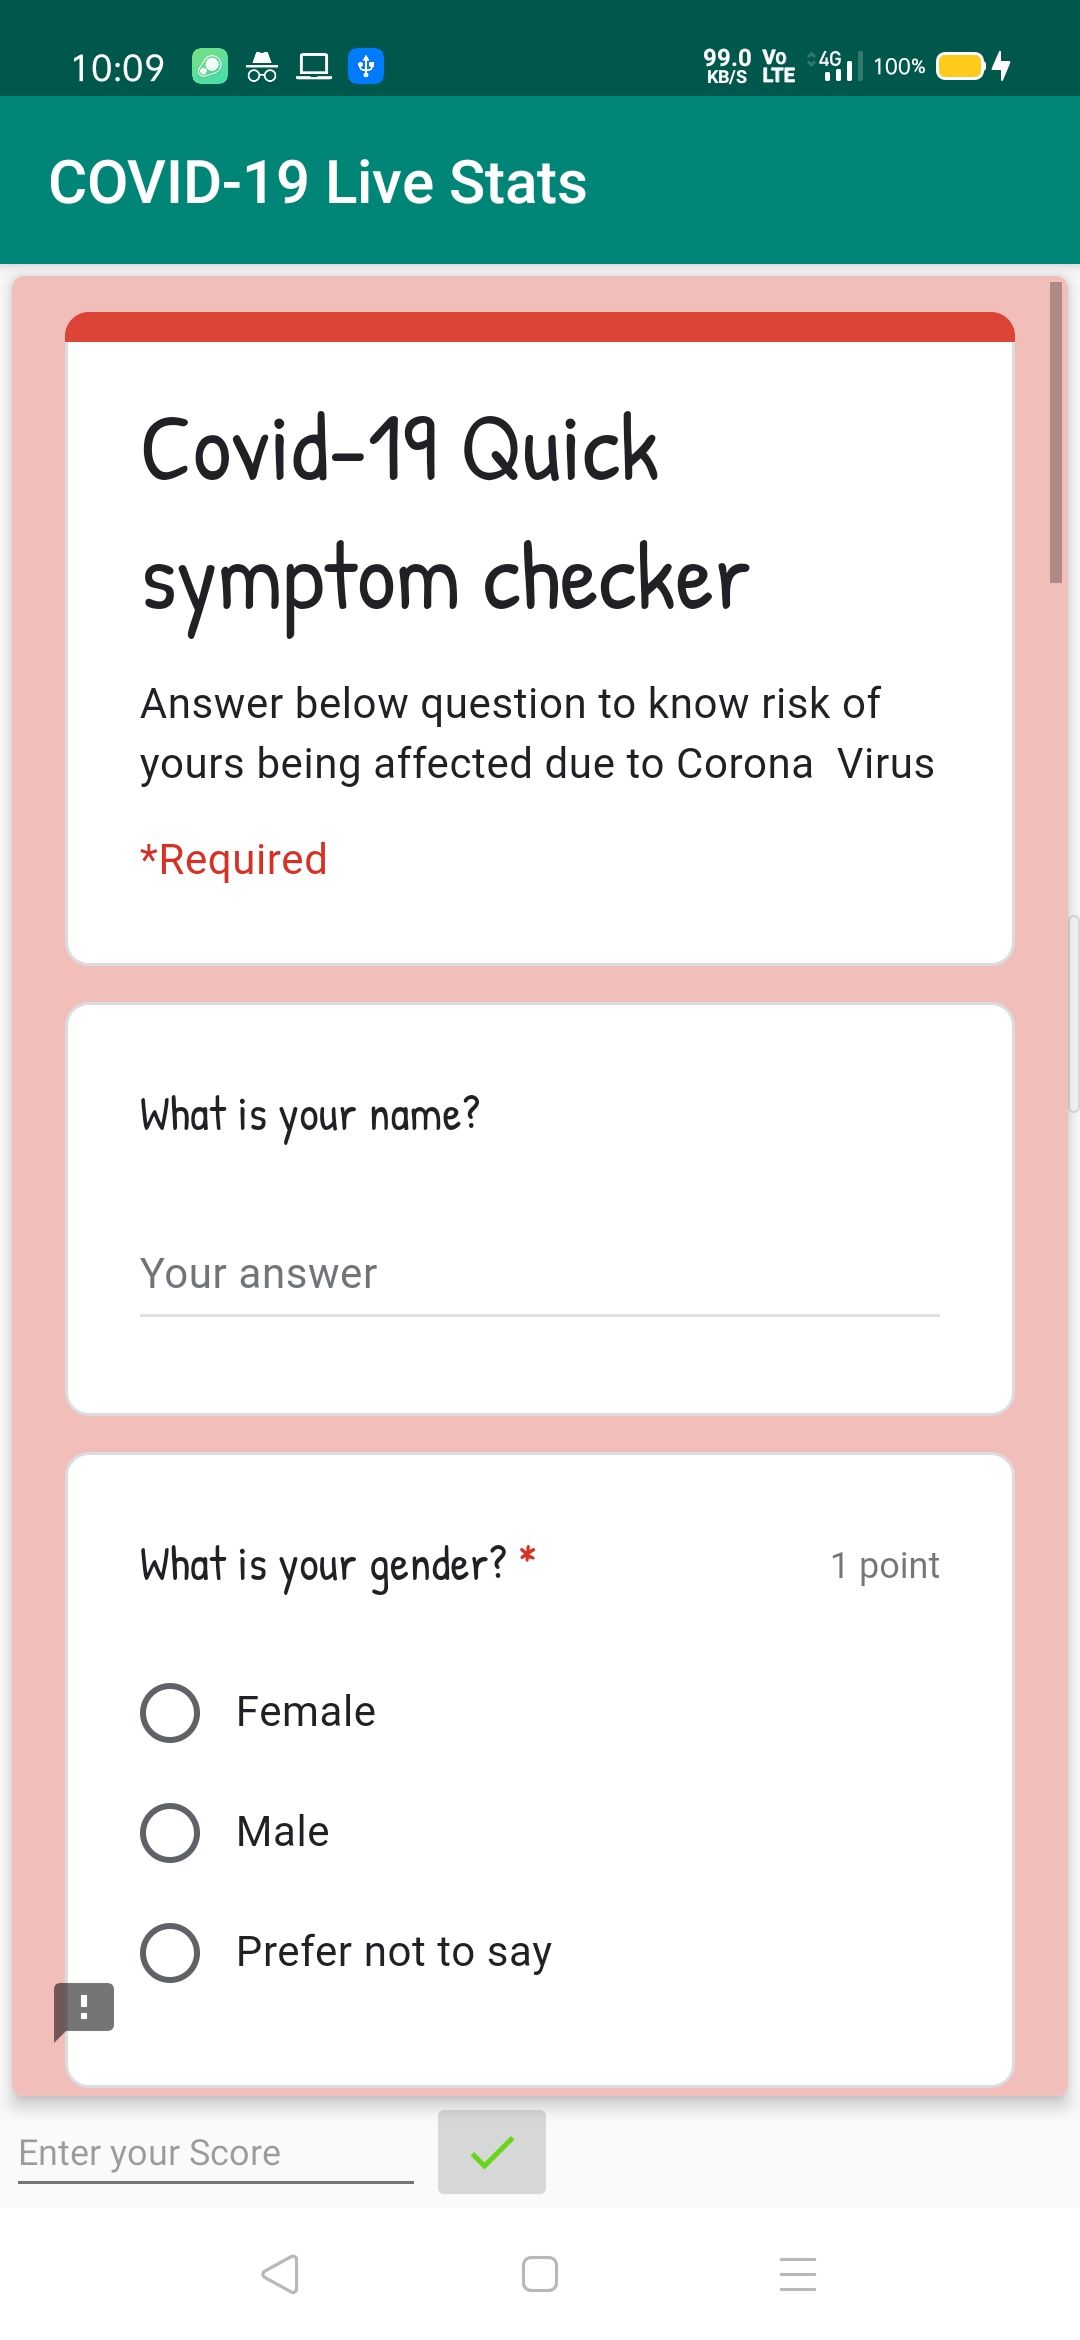 10:09
99.0 KB/S Vo LTE 4G 100%
COVID-19 Live Stats
Covid-19 Quick
symptom checker
Answer below question to know risk of
yours being affected due to Corona  Virus
*Required
What is your name?
Your answer
What is your gender? * 1 point
Female
Male
Prefer not to say
!
Enter your Score